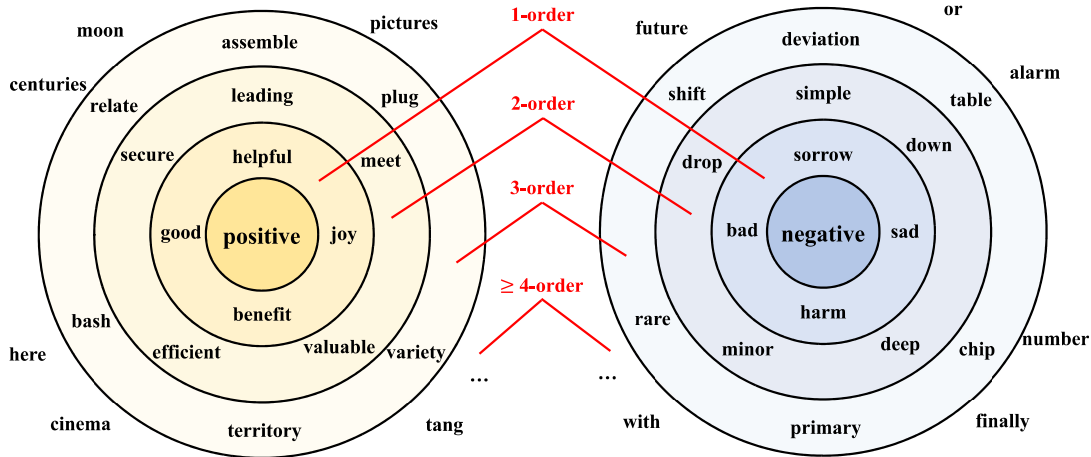 moon
pictures
centuries
assemble
relate
plug
leading
secure
meet
helpful
good
positive
joy
benefit
bash
efficient
valuable
variety
here
territory
cinema
tang
1-order
2-order
3-order
≥ 4-order
...
...
future
or
deviation
alarm
shift
table
simple
drop
down
sorrow
bad
negative
sad
harm
rare
minor
deep
chip
number
with
primary
finally